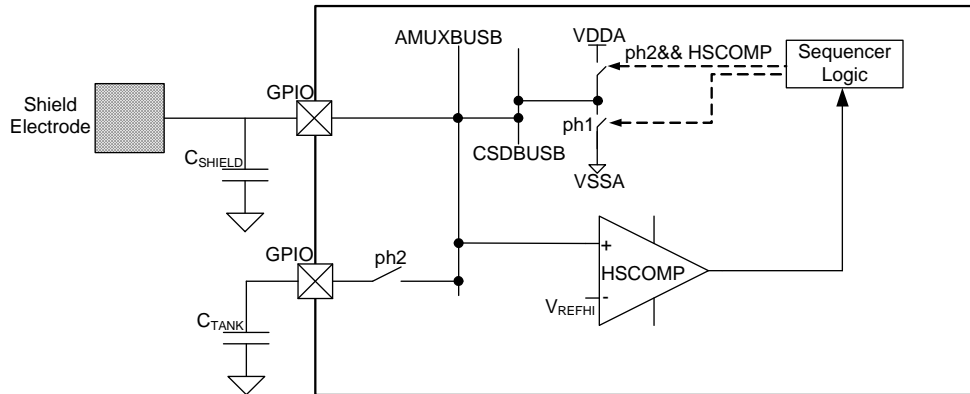 AMUXBUSB
VDDA
ph2&& HSCOMP
Sequencer
Logic
Shield
Electrode
GPIO
ph1
CSHIELD
CSDBUSB
VSSA
GPIO
ph2
+
HSCOMP
VREFHI
-
CTANK